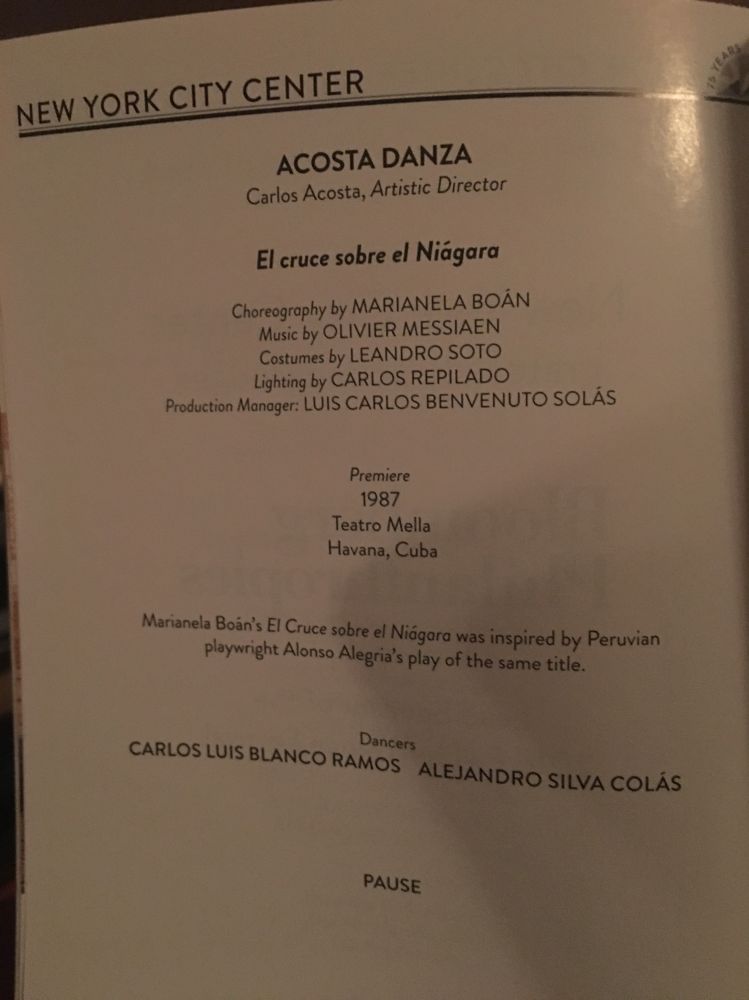 NEW YORK CITY CENTER
75 YEARS
ACOSTA DANZA
Carlos Acosta, Artistic Director
El cruce sobre el Niágara
Choreography by MARIANELA BOÁN
Music by OLIVIER MESSIAEN
Costumes by LEANDRO SOTO
Lighting by CARLOS REPILADO
Production Manager: LUIS CARLOS BENVENUTO SOLÁS
Premiere
1987
Teatro Mella
Havana, Cuba
Marianela Boán's El Cruce sobre el Niágara was inspired by Peruvian
playwright Alonso Alegria's play of the same title.
Dancers
CARLOS LUIS BLANCO RAMOS ALEJANDRO SILVA COLÁS
PAUSE